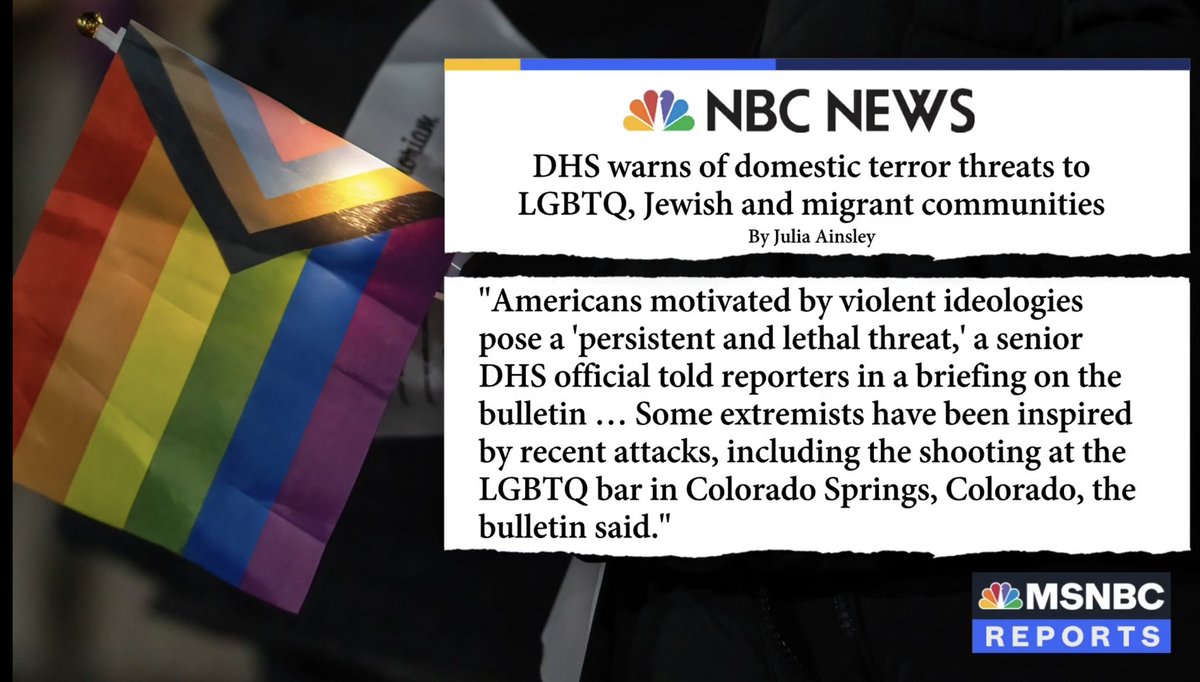 NBC NEWS
DHS warns of domestic terror threats to
LGBTQ, Jewish and migrant communities
By Julia Ainsley
"Americans motivated by violent ideologies
pose a 'persistent and lethal threat,' a senior
DHS official told reporters in a briefing on the
bulletin … Some extremists have been inspired
by recent attacks, including the shooting at the
LGBTQ bar in Colorado Springs, Colorado, the
bulletin said."
MSNBC
REPORTS